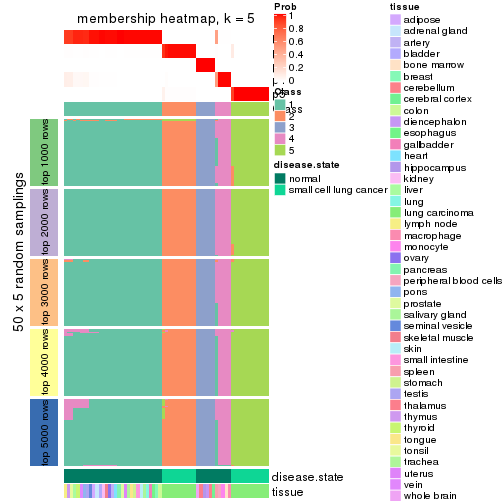 membership heatmap, k = 5
50 x 5 random samplings
top 1000 rows
top 2000 rows
top 3000 rows
top 4000 rows
top 5000 rows
Prob
1
0.8
0.6
0.4
0.2
0
Class
1
2
3
4
5
disease.state
normal
small cell lung cancer
disease.state
tissue
tissue
adipose
adrenal gland
artery
bladder
bone marrow
breast
cerebellum
cerebral cortex
colon
diencephalon
esophagus
gallbladder
heart
hippocampus
kidney
liver
lung
lung carcinoma
lymph node
macrophage
monocyte
ovary
pancreas
peripheral blood cells
pons
prostate
salivary gland
seminal vesicle
skeletal muscle
skin
small intestine
spleen
stomach
testis
thalamus
thymus
thyroid
tongue
tonsil
trachea
uterus
vein
whole brain